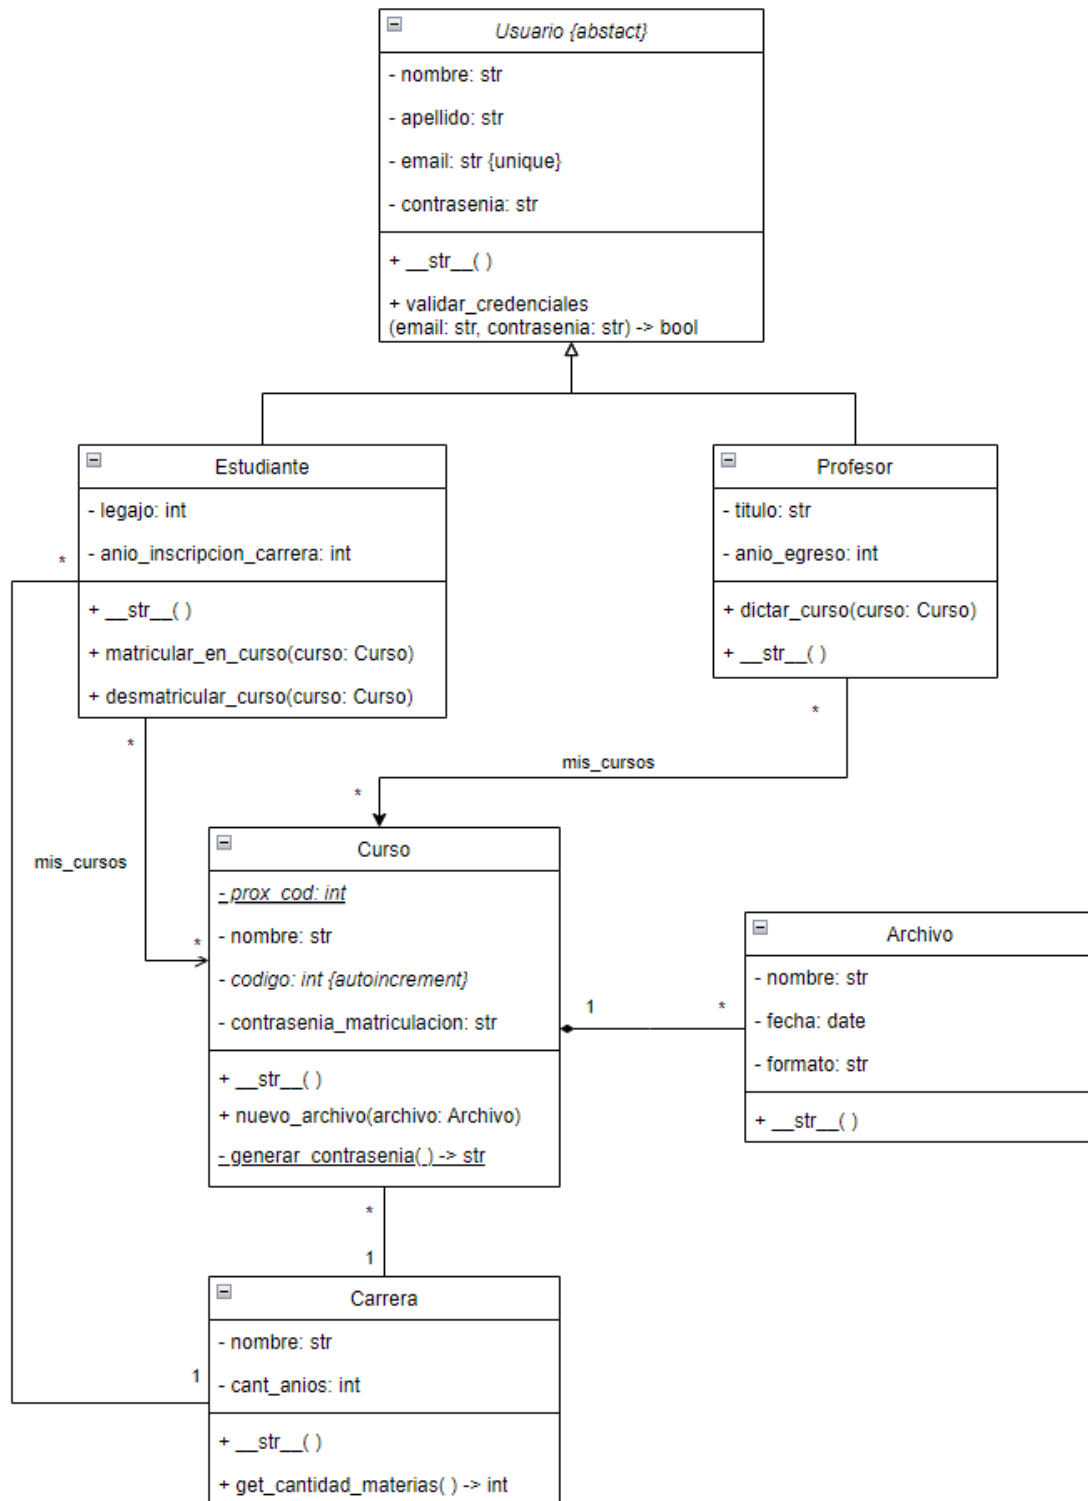 Usuario {abstact}
- nombre: str
- apellido: str
- email: str {unique}
- contrasenia: str
+ __str__( )
+ validar_credenciales
(email: str, contrasenia: str) -> bool
Estudiante
- legajo: int
- anio_inscripcion_carrera: int
+ __str__( )
+ matricular_en_curso(curso: Curso)
+ desmatricular_curso(curso: Curso)
Profesor
- titulo: str
- anio_egreso: int
+ dictar_curso(curso: Curso)
+ __str__( )
*
*
*
mis_cursos
*
mis_cursos
*
Curso
- prox_cod: int
- nombre: str
- codigo: int {autoincrement}
- contrasenia_matriculacion: str
+ __str__( )
+ nuevo_archivo(archivo: Archivo)
- generar_contrasenia( ) -> str
1
*
Archivo
- nombre: str
- fecha: date
- formato: str
+ __str__( )
*
1
1
Carrera
- nombre: str
- cant_anios: int
+ __str__( )
+ get_cantidad_materias( ) -> int